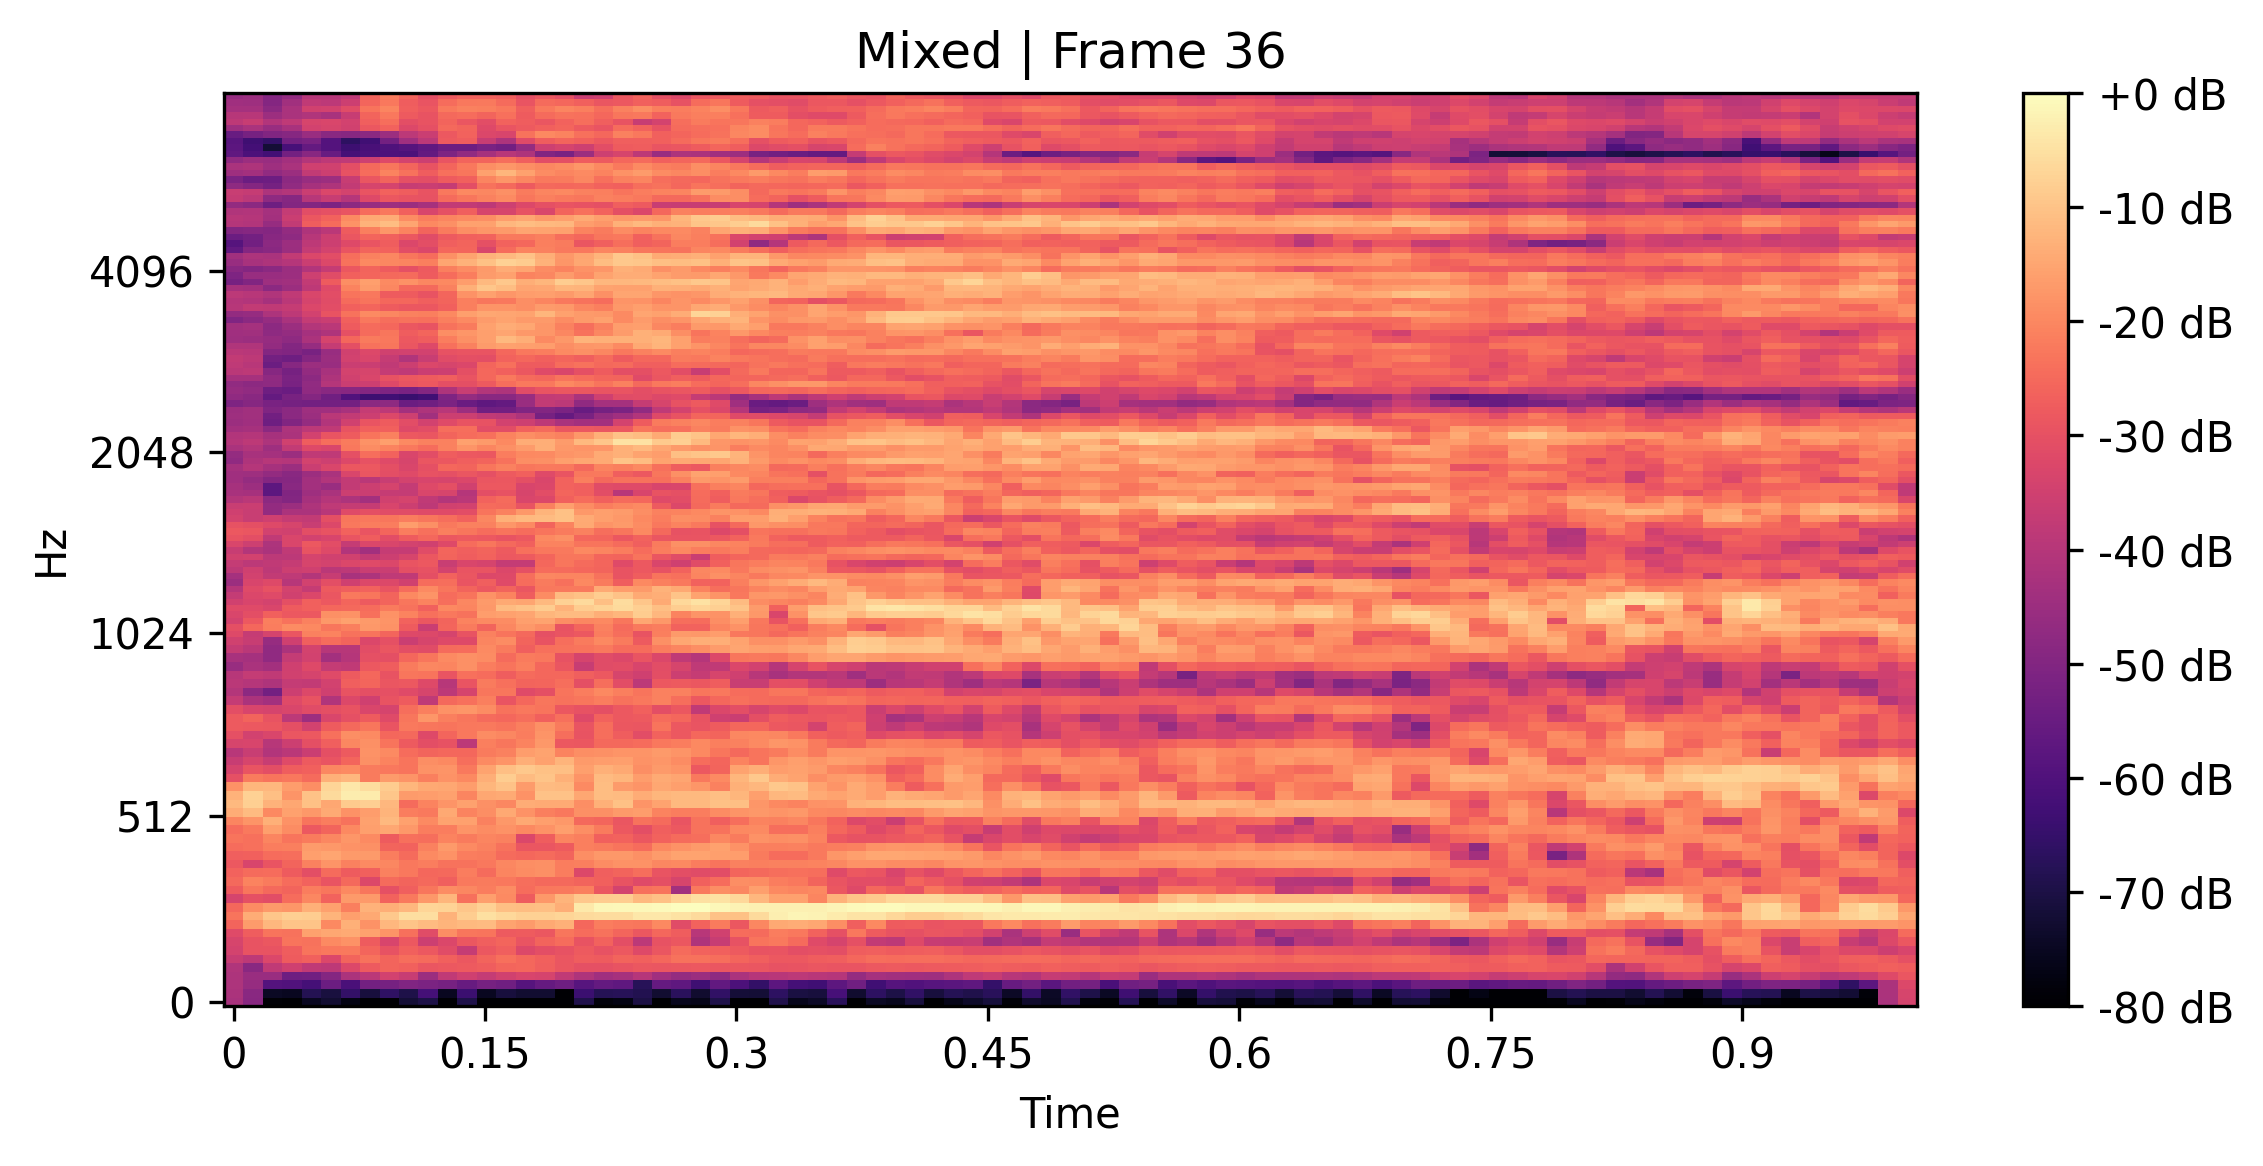 Mixed | Frame 36
+0 dB
-10 dB
-20 dB
-30 dB
-40 dB
-50 dB
-60 dB
-70 dB
-80 dB
Hz
4096
2048
1024
512
0
0
0.15
0.3
0.45
0.6
0.75
0.9
Time